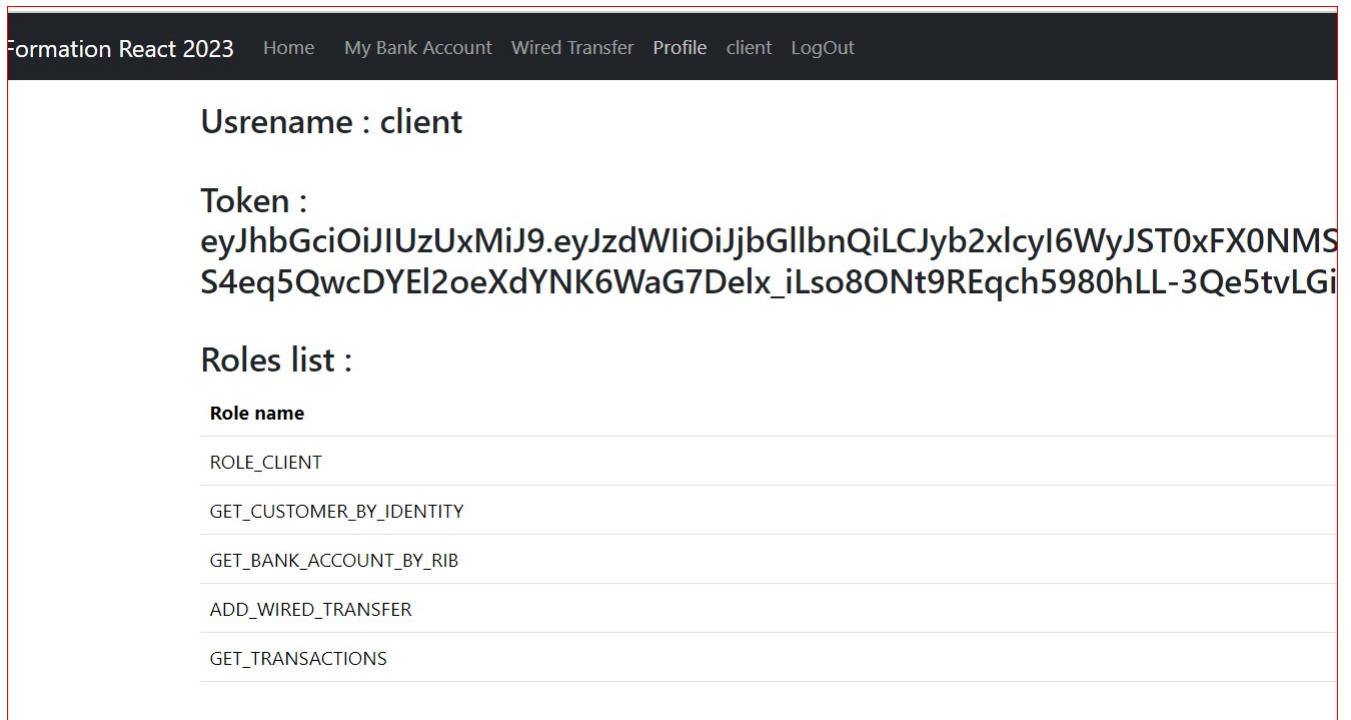 Formation React 2023 Home My Bank Account Wired Transfer Profile client LogOut
Usrename : client
Token :
eyJhbGciOiJIUzUxMiJ9.eyJzdWIiOiJjbGllbnQiLCJyb2xlcyI6WyJST0xFX0NMS
S4eq5QwcDYEl2oeXdYNK6WaG7Delx_iLso8ONt9REqch5980hLL-3Qe5tvLGi
Roles list :
Role name
ROLE_CLIENT
GET_CUSTOMER_BY_IDENTITY
GET_BANK_ACCOUNT_BY_RIB
ADD_WIRED_TRANSFER
GET_TRANSACTIONS